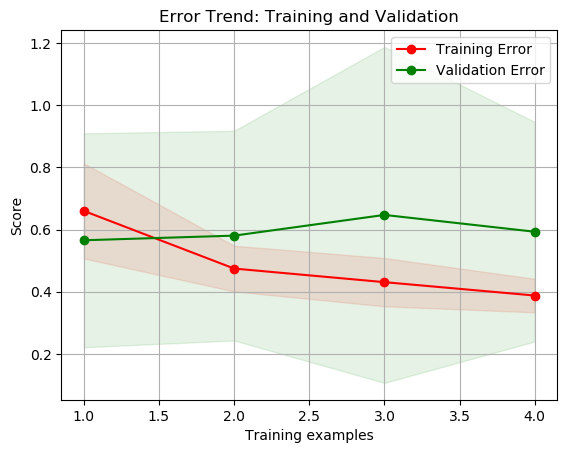 Error Trend: Training and Validation
Training Error
Validation Error
Score
1.2
1.0
0.8
0.6
0.4
0.2
1.0 1.5 2.0 2.5 3.0 3.5 4.0
Training examples